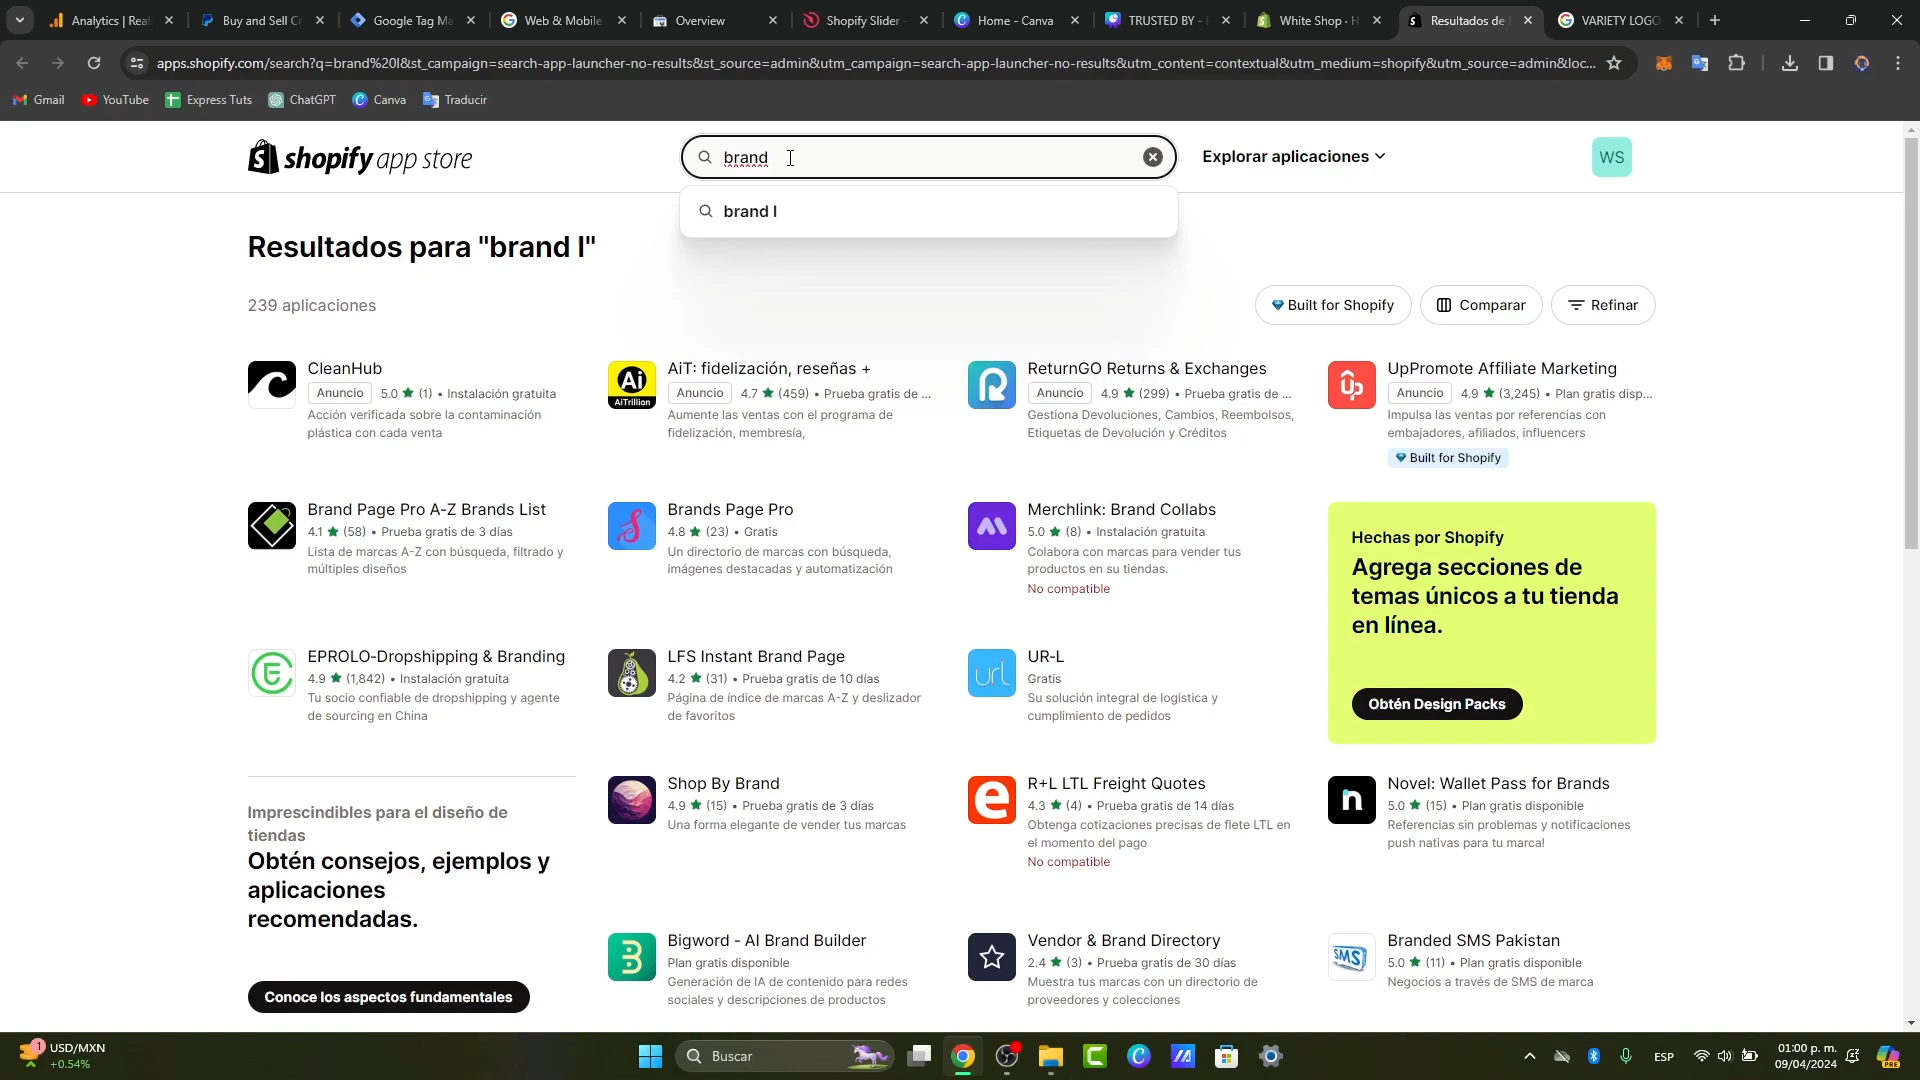 Analytics | Real
Buy and Sell Cr
Google Tag Ma
Web & Mobile
Overview
Shopify Slider -
Home - Canva
TRUSTED BY -
White Shop · H
Resultados de
VARIETY LOGO
apps.shopify.com/search?q=brand%20l&st_campaign=search-app-launcher-no-results&st_source=admin&utm_campaign=search-app-launcher-no-results&utm_content=contextual&utm_medium=shopify&utm_source=admin&loc...
Gmail
YouTube
Express Tuts
ChatGPT
Canva
Traducir
shopify app store
brand
Explorar aplicaciones
WS
brand l
Resultados para "brand l"
239 aplicaciones
Built for Shopify
Comparar
Refinar
CleanHub
Anuncio 5.0 ★ (1) • Instalación gratuita
Acción verificada sobre la contaminación
plástica con cada venta
Ai
AiTrillion
AiT: fidelización, reseñas +
Anuncio 4.7 ★ (459) • Prueba gratis de ...
Aumente las ventas con el programa de
fidelización, membresía,
ReturnGO Returns & Exchanges
Anuncio 4.9 ★ (299) • Prueba gratis de ...
Gestiona Devoluciones, Cambios, Reembolsos,
Etiquetas de Devolución y Créditos
ûp
UpPromote Affiliate Marketing
Anuncio 4.9 ★ (3,245) • Plan gratis disp...
Impulsa las ventas por referencias con
embajadores, afiliados, influencers
Built for Shopify
Brand Page Pro A‑Z Brands List
4.1 ★ (58) • Prueba gratis de 3 días
Lista de marcas A-Z con búsqueda, filtrado y
múltiples diseños
Brands Page Pro
4.8 ★ (23) • Gratis
Un directorio de marcas con búsqueda,
imágenes destacadas y automatización
Merchlink: Brand Collabs
5.0 ★ (8) • Instalación gratuita
Colabora con marcas para vender tus
productos en su tiendas.
No compatible
Hechas por Shopify
Agrega secciones de
temas únicos a tu tienda
en línea.
Obtén Design Packs
EPROLO‑Dropshipping & Branding
4.9 ★ (1,842) • Instalación gratuita
Tu socio confiable de dropshipping y agente
de sourcing en China
LFS Instant Brand Page
4.2 ★ (31) • Prueba gratis de 10 días
Página de índice de marcas A-Z y deslizador
de favoritos
url
UR‑L
Gratis
Su solución integral de logística y
cumplimiento de pedidos
Imprescindibles para el diseño de
tiendas
Obtén consejos, ejemplos y
aplicaciones
recomendadas.
Conoce los aspectos fundamentales
Shop By Brand
4.9 ★ (15) • Prueba gratis de 3 días
Una forma elegante de vender tus marcas
R+L LTL Freight Quotes
4.3 ★ (4) • Prueba gratis de 14 días
Obtenga cotizaciones precisas de flete LTL en
el momento del pago
No compatible
n
Novel: Wallet Pass for Brands
5.0 ★ (15) • Plan gratis disponible
Referencias sin problemas y notificaciones
push nativas para tu marca!
Bigword ‑ AI Brand Builder
Plan gratis disponible
Generación de IA de contenido para redes
sociales y descripciones de productos
Vendor & Brand Directory
2.4 ★ (3) • Prueba gratis de 30 días
Muestra tus marcas con un directorio de
proveedores y colecciones
SMS
Branded SMS Pakistan
5.0 ★ (11) • Plan gratis disponible
Negocios a través de SMS de marca
1
USD/MXN
+0.54%
Buscar
ESP
01:00 p. m.
09/04/2024
PRE